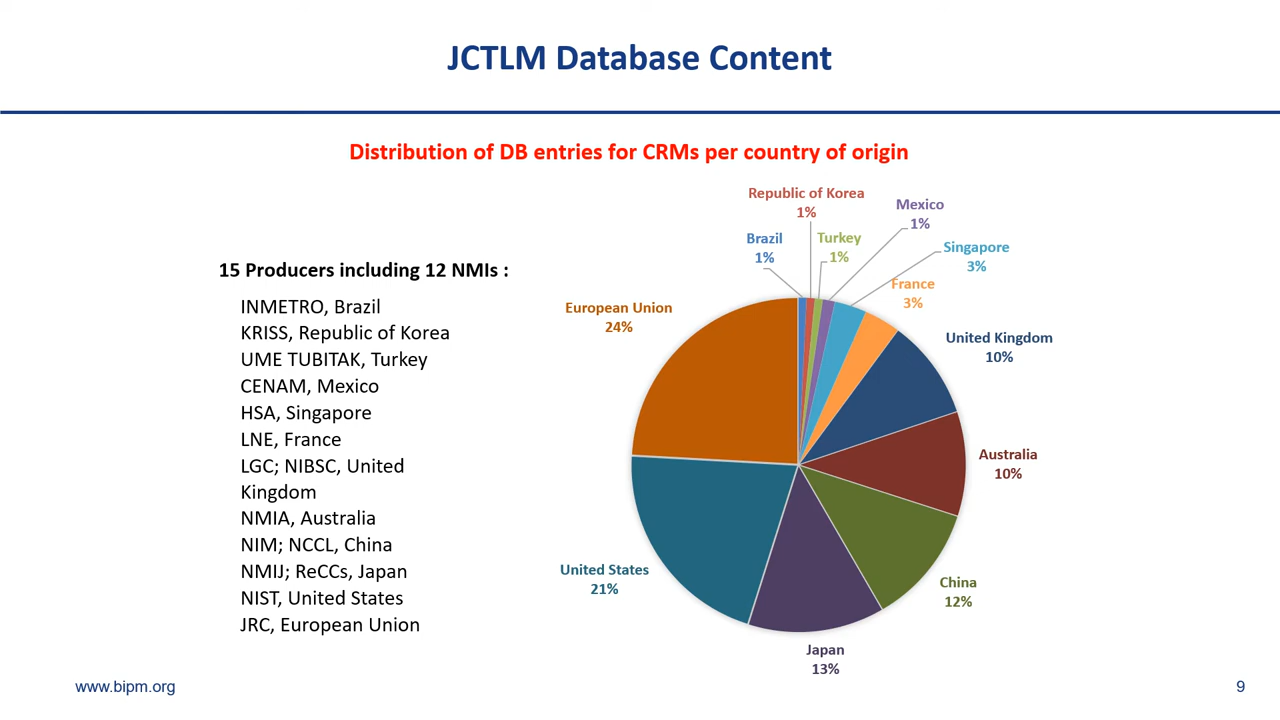 JCTLM Database Content
Distribution of DB entries for CRMs per country of origin
15 Producers including 12 NMIs :
INMETRO, Brazil
KRISS, Republic of Korea
UME TUBITAK, Turkey
CENAM, Mexico
HSA, Singapore
LNE, France
LGC; NIBSC, United
Kingdom
NMIA, Australia
NIM; NCCL, China
NMIJ; ReCCs, Japan
NIST, United States
JRC, European Union
Republic of Korea
1%
Mexico
1%
Brazil
1%
Turkey
1%
Singapore
3%
France
3%
European Union
24%
United Kingdom
10%
Australia
10%
United States
21%
China
12%
Japan
13%
www.bipm.org
9